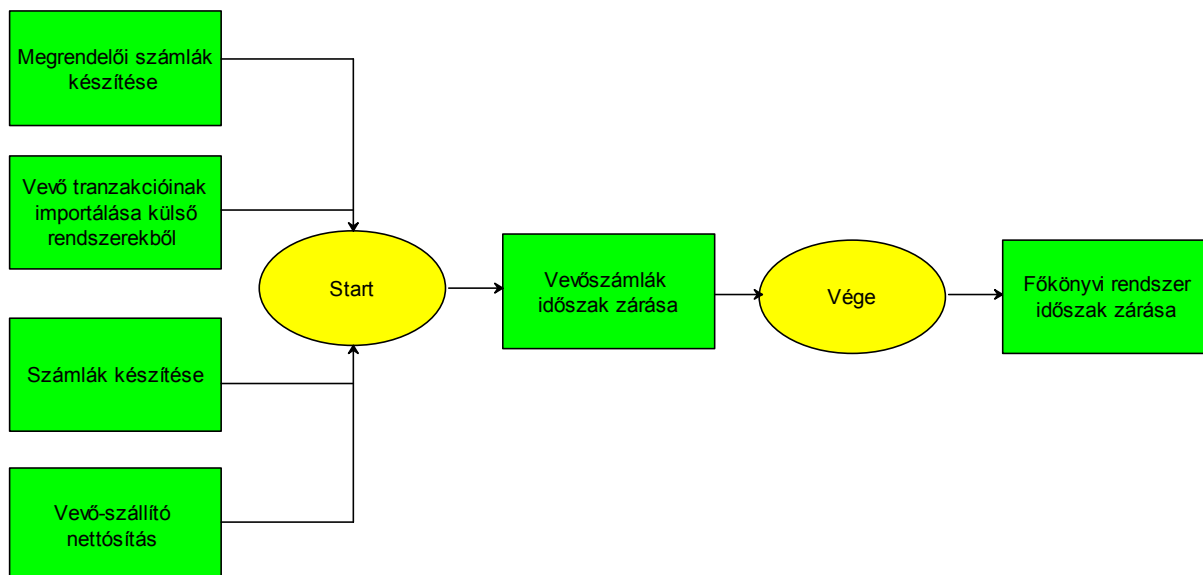 Megrendelői számlák
készítése
Vevő tranzakcióinak
importálása külső
rendszerekből
Start
Vevőszámlák
időszak zárása
Vége
Főkönyvi rendszer
időszak zárása
Számlák készítése
Vevő-szállító
nettósítás